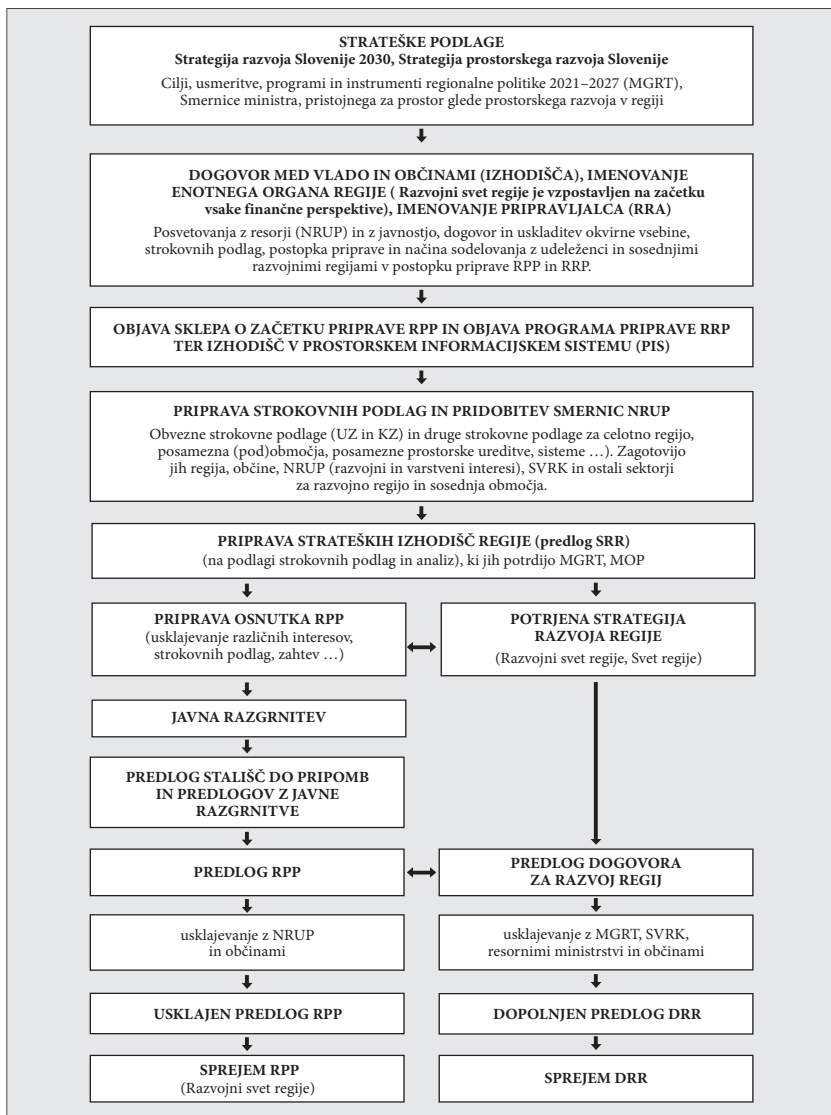 STRATEŠKE PODLAGE
Strategija razvoja Slovenije 2030, Strategija prostorskega razvoja Slovenije
Cilji, usmeritve, programi in instrumenti regionalne politike 2021–2027 (MGRT),
Smernice ministra, pristojnega za prostor glede prostorskega razvoja v regiji
DOGOVOR MED VLADO IN OBČINAMI (IZHODIŠČA), IMENOVANJE
ENOTNEGA ORGANA REGIJE ( Razvojni svet regije je vzpostavljen na začetku
vsake finančne perspektive), IMENOVANJE PRIPRAVLJALCA (RRA)
Posvetovanja z resorji (NRUP) in z javnostjo, dogovor in uskladitev okvirne vsebine,
strokovnih podlag, postopka priprave in načina sodelovanja z udeleženci in sosednjimi
razvojnimi regijami v postopku priprave RPP in RRP.
OBJAVA SKLEPA O ZAČETKU PRIPRAVE RPP IN OBJAVA PROGRAMA PRIPRAVE RRP
TER IZHODIŠČ V PROSTORSKEM INFORMACIJSKEM SISTEMU (PIS)
PRIPRAVA STROKOVNIH PODLAG IN PRIDOBITEV SMERNIC NRUP
Obvezne strokovne podlage (UZ in KZ) in druge strokovne podlage za celotno regijo,
posamezna (pod)območja, posamezne prostorske ureditve, sisteme …). Zagotovijo
jih regija, občine, NRUP (razvojni in varstveni interesi), SVRK in ostali sektorji
za razvojno regijo in sosednja območja.
PRIPRAVA STRATEŠKIH IZHODIŠČ REGIJE (predlog SRR)
(na podlagi strokovnih podlag in analiz), ki jih potrdijo MGRT, MOP
PRIPRAVA OSNUTKA RPP
(usklajevanje različnih interesov,
strokovnih podlag, zahtev …)
POTRJENA STRATEGIJA
RAZVOJA REGIJE
(Razvojni svet regije, Svet regije)
JAVNA RAZGRNITEV
PREDLOG STALIŠČ DO PRIPOMB
IN PREDLOGOV Z JAVNE
RAZGRNITVE
PREDLOG RPP
PREDLOG DOGOVORA
ZA RAZVOJ REGIJ
usklajevanje z NRUP
in občinami
usklajevanje z MGRT, SVRK,
resornimi ministrstvi in občinami
USKLAJEN PREDLOG RPP
DOPOLNJEN PREDLOG DRR
SPREJEM RPP
(Razvojni svet regije)
SPREJEM DRR